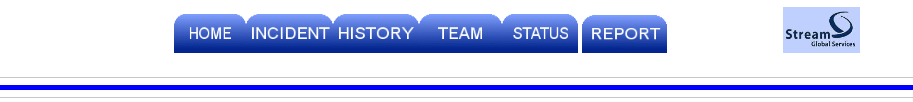 HOME INCIDENT HISTORY TEAM STATUS REPORT
Stream
Global Services